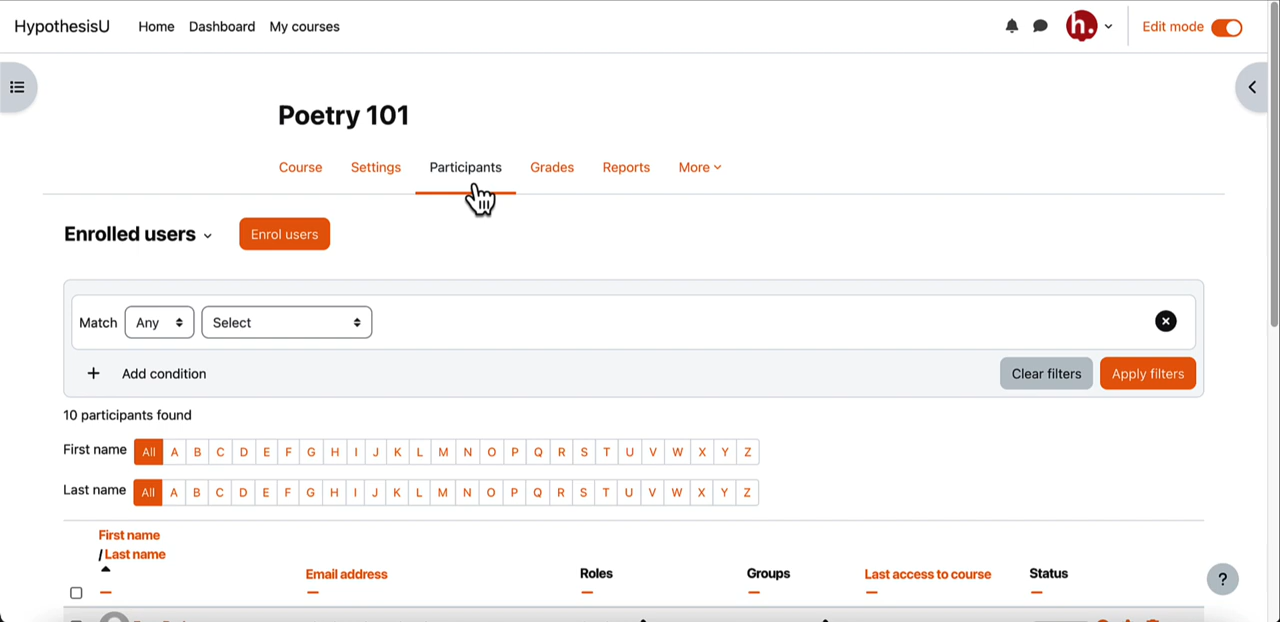 HypothesisU Home Dashboard My courses h. Edit mode
Poetry 101
Course Settings Participants Grades Reports More
Enrolled users Enrol users
Match Any Select
+ Add condition Clear filters Apply filters
10 participants found
First name All A B C D E F G H I J K L M N O P Q R S T U V W X Y Z
Last name All A B C D E F G H I J K L M N O P Q R S T U V W X Y Z
First name
/ Last name
Email address Roles Groups Last access to course Status
?